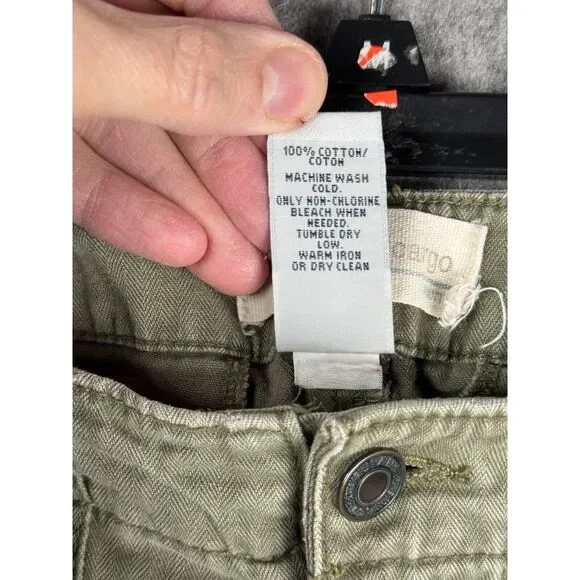 100% COTTON/
COTON
MACHINE WASH
COLD.
ONLY NON-CHLORINE
BLEACH WHEN
NEEDED.
TUMBLE DRY
LOW.
WARM IRON
OR DRY CLEAN
cargo